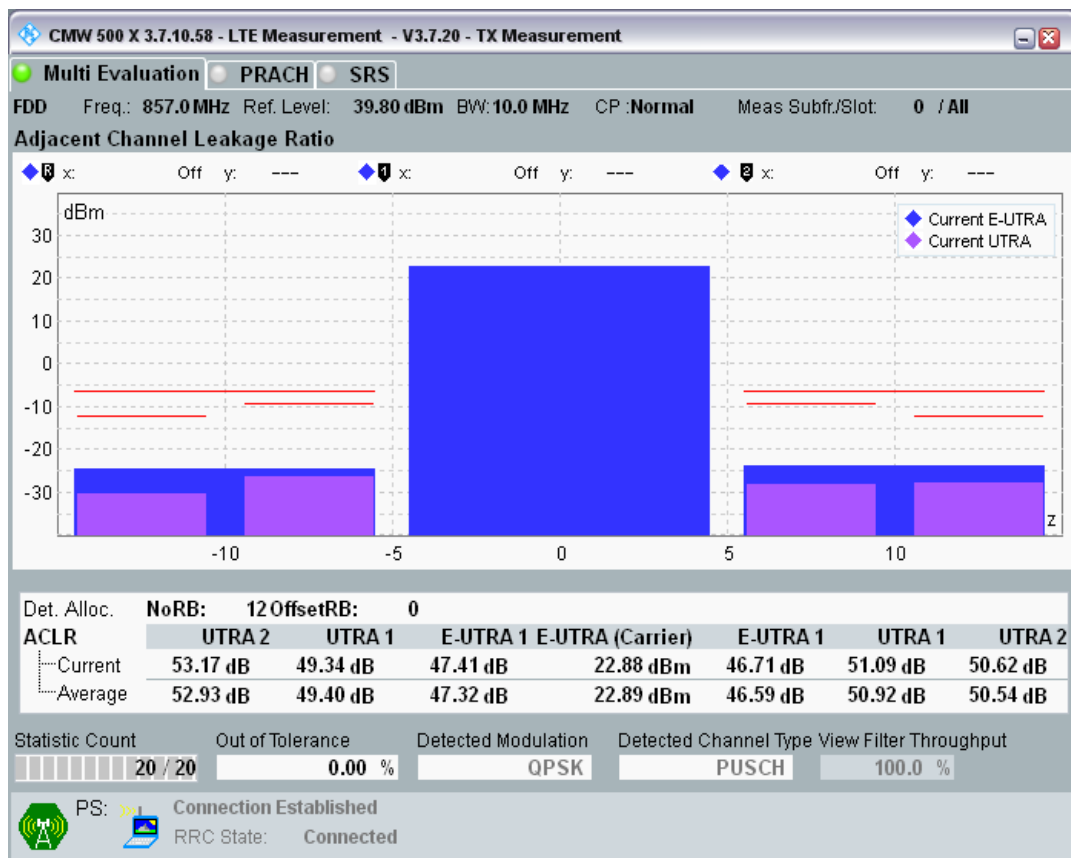 CMW 500 X 3.7.10.58 - LTE Measurement - V3.7.20 - TX Measurement
Multi Evaluation PRACH SRS
FDD Freq.: 857.0 MHz Ref. Level: 39.80 dBm BW: 10.0 MHz CP :Normal Meas Subfr./Slot: 0 / All
Adjacent Channel Leakage Ratio
R x: Off y: --- 1 x: Off y: --- 2 x: Off y: ---
dBm
Current E-UTRA
Current UTRA
30
20
10
0
-10
-20
-30
z
-10 -5 0 5 10
Det. Alloc. NoRB: 12 OffsetRB: 0
ACLR UTRA 2 UTRA 1 E-UTRA 1 E-UTRA (Carrier) E-UTRA 1 UTRA 1 UTRA 2
Current 53.17 dB 49.34 dB 47.41 dB 22.88 dBm 46.71 dB 51.09 dB 50.62 dB
Average 52.93 dB 49.40 dB 47.32 dB 22.89 dBm 46.59 dB 50.92 dB 50.54 dB
Statistic Count Out of Tolerance Detected Modulation Detected Channel Type View Filter Throughput
20 / 20 0.00 % QPSK PUSCH 100.0 %
PS: Connection Established
RRC State: Connected